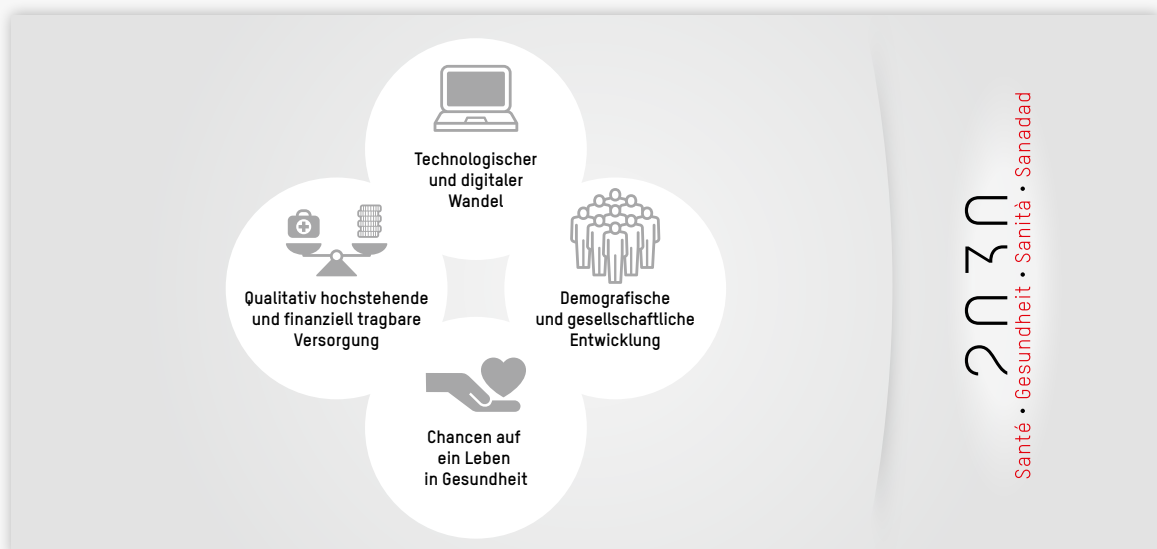 Technologischer
und digitaler
Wandel
Qualitativ hochstehende
und finanziell tragbare
Versorgung
Demografische
und gesellschaftliche
Entwicklung
Chancen auf
ein Leben
in Gesundheit
2030
Santé • Gesundheit • Sanità • Sanadad